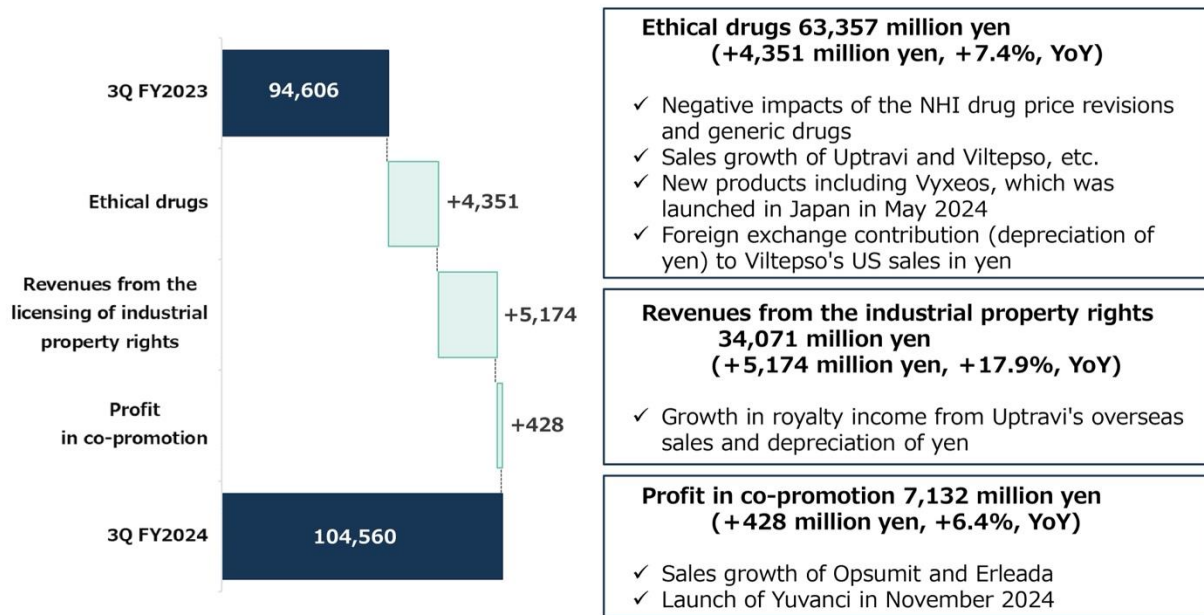 3Q FY2023
94,606
Ethical drugs
+4,351
Revenues from the
licensing of industrial
property rights
+5,174
Profit
in co-promotion
+428
3Q FY2024
104,560
Ethical drugs 63,357 million yen
(+4,351 million yen, +7.4%, YoY)
✓ Negative impacts of the NHI drug price revisions
and generic drugs
✓ Sales growth of Uptravi and Viltepso, etc.
✓ New products including Vyxeos, which was
launched in Japan in May 2024
✓ Foreign exchange contribution (depreciation of
yen) to Viltepso's US sales in yen
Revenues from the industrial property rights
34,071 million yen
(+5,174 million yen, +17.9%, YoY)
✓ Growth in royalty income from Uptravi's overseas
sales and depreciation of yen
Profit in co-promotion 7,132 million yen
(+428 million yen, +6.4%, YoY)
✓ Sales growth of Opsumit and Erleada
✓ Launch of Yuvanci in November 2024